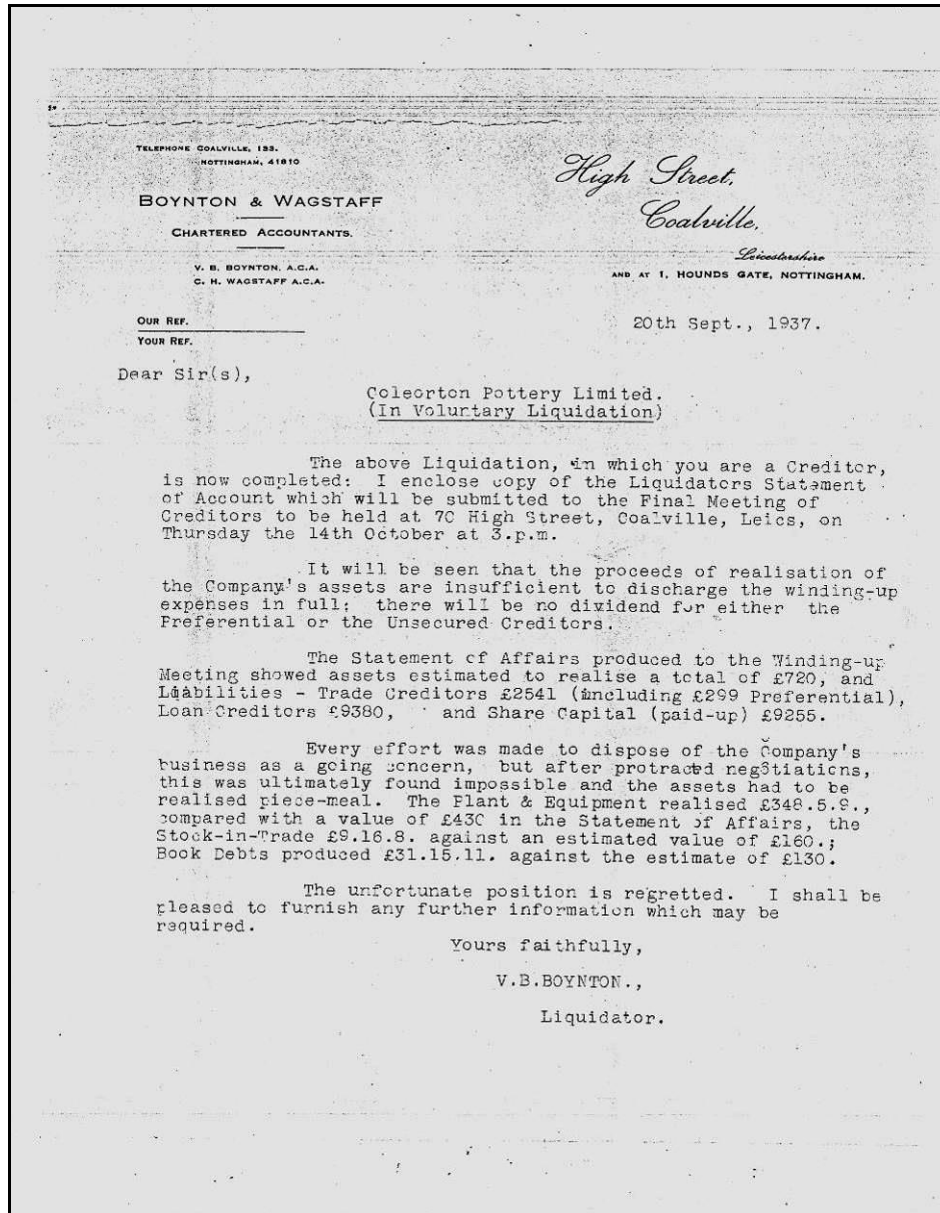 TELEPHONE COALVILLE, 133.
NOTTINGHAM, 41810
BOYNTON & WAGSTAFF
CHARTERED ACCOUNTANTS.
V. B. BOYNTON, A.C.A.
C. H. WAGSTAFF A.C.A.
High Street,
Coalville,
Leicestershire
AND AT 1, HOUNDS GATE, NOTTINGHAM.
OUR REF.
YOUR REF.
20th Sept., 1937.
Dear Sir(s),
Coleorton Pottery Limited.
(In Voluntary Liquidation)
The above Liquidation, in which you are a Creditor,
is now completed: I enclose copy of the Liquidators Statement
of Account which will be submitted to the Final Meeting of
Creditors to be held at 70 High Street, Coalville, Leics, on
Thursday the 14th October at 3.p.m.
It will be seen that the proceeds of realisation of
the Company's assets are insufficient to discharge the winding-up
expenses in full: there will be no dividend for either the
Preferential or the Unsecured Creditors.
The Statement of Affairs produced to the Winding-up
Meeting showed assets estimated to realise a total of £720, and
Liabilities - Trade Creditors £2541 (including £299 Preferential),
Loan Creditors £9380, and Share Capital (paid-up) £9255.
Every effort was made to dispose of the Company's
business as a going concern, but after protracted negotiations,
this was ultimately found impossible and the assets had to be
realised piece-meal. The Plant & Equipment realised £348.5.9.,
compared with a value of £430 in the Statement of Affairs, the
Stock-in-Trade £9.16.8. against an estimated value of £160.;
Book Debts produced £31.15.11. against the estimate of £130.
The unfortunate position is regretted. I shall be
pleased to furnish any further information which may be
required.
Yours faithfully,
V.B.BOYNTON.,
Liquidator.